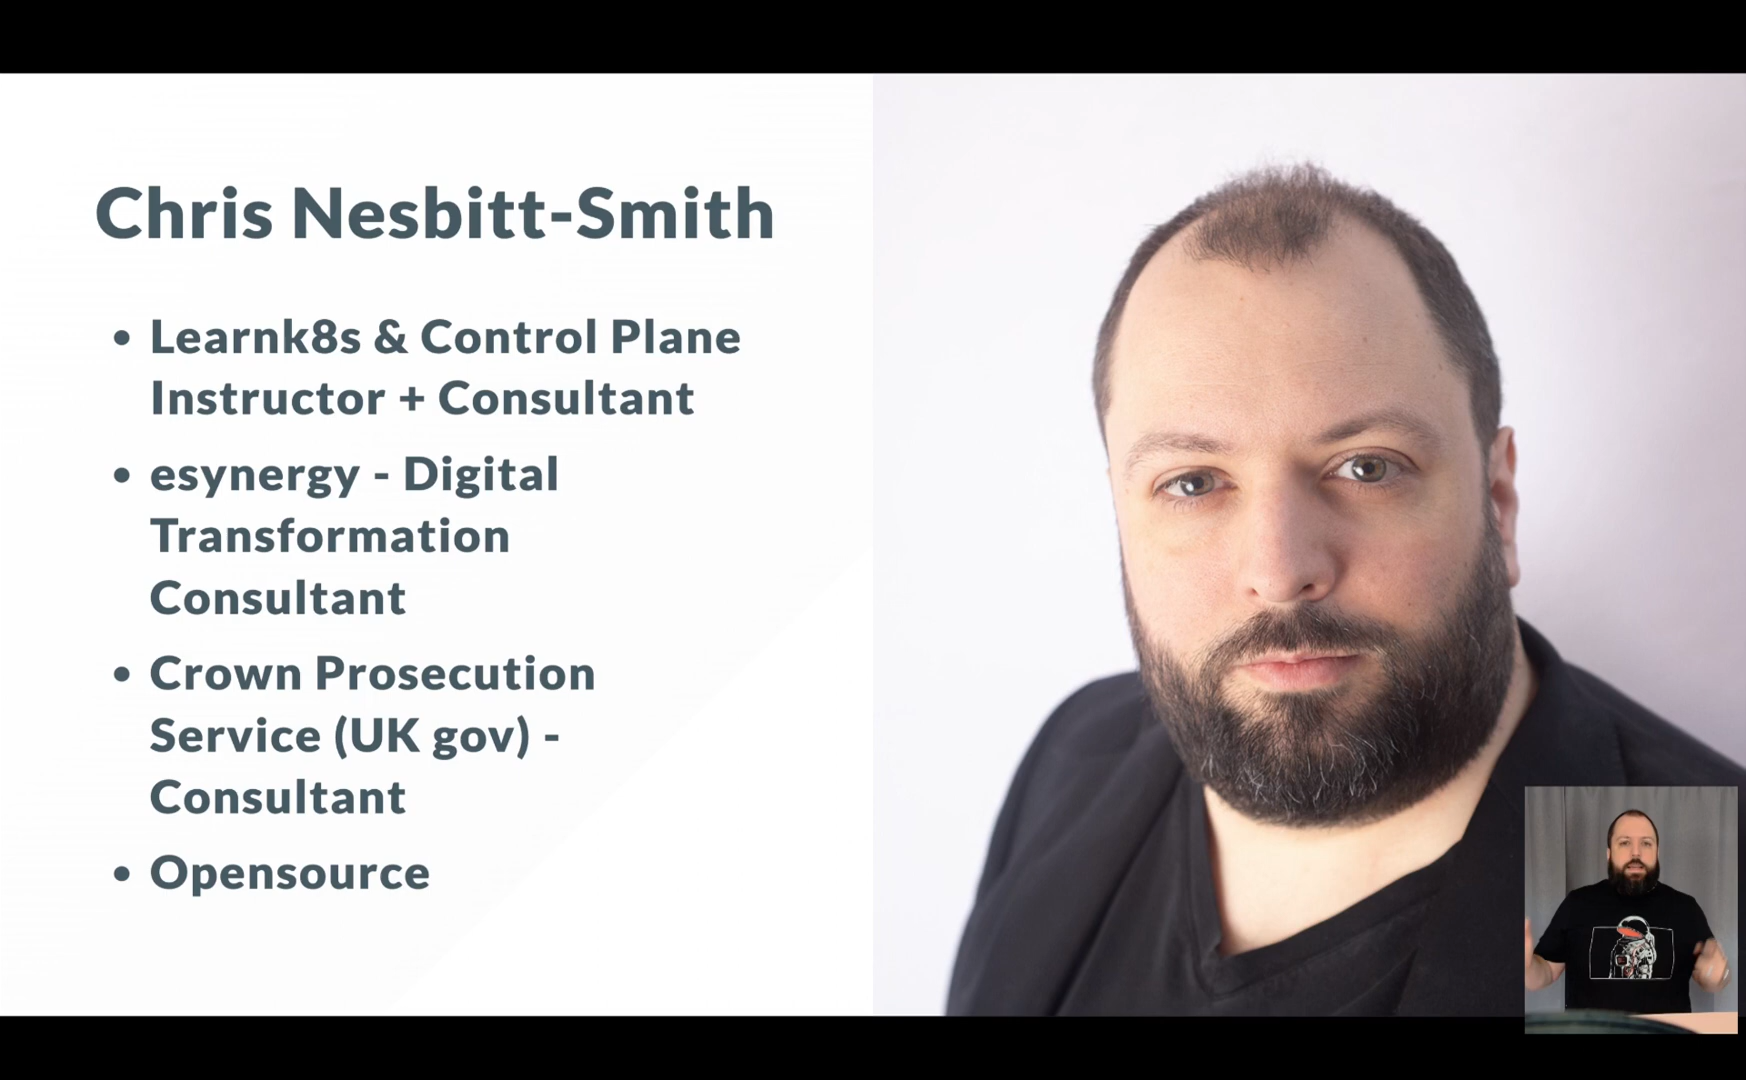 Chris Nesbitt-Smith
• Learnk8s & Control Plane
Instructor + Consultant
• esynergy - Digital
Transformation
Consultant
• Crown Prosecution
Service (UK gov) -
Consultant
• Opensource